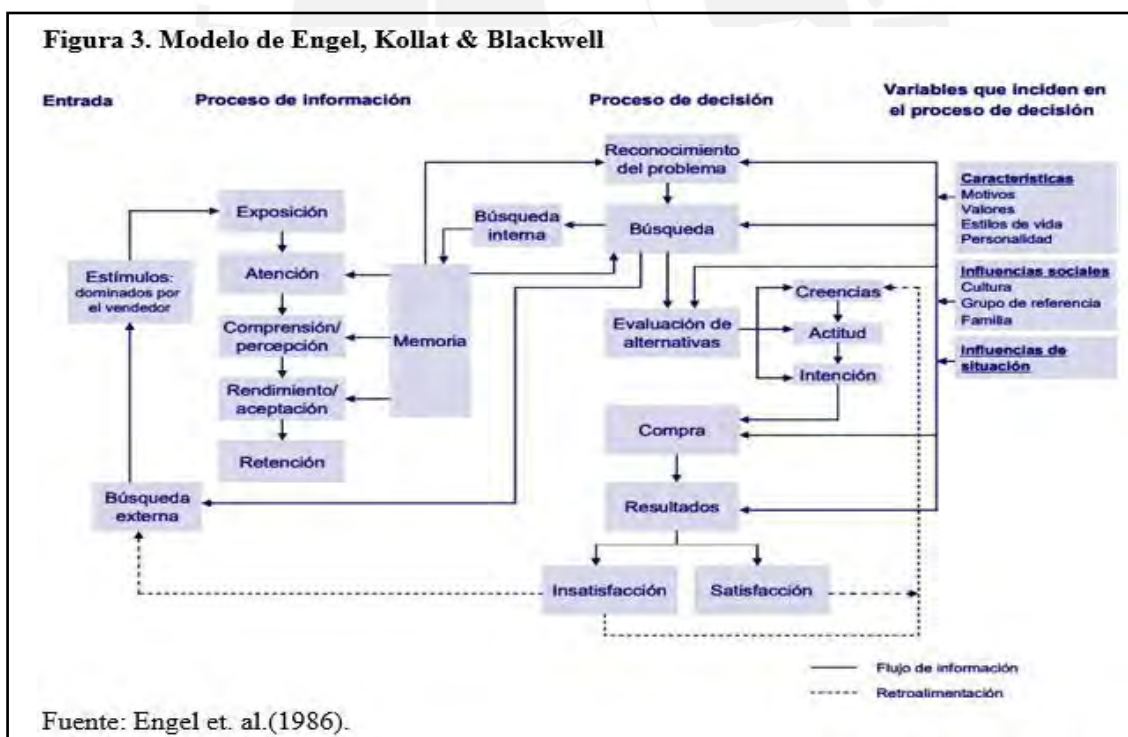 Figura 3. Modelo de Engel, Kollat & Blackwell
Entrada
Proceso de información
Proceso de decisión
Variables que inciden en
el proceso de decisión
Estímulos:
dominados por
el vendedor
Búsqueda
externa
Exposición
Atención
Comprensión/
percepción
Rendimiento/
aceptación
Retención
Memoria
Búsqueda
interna
Reconocimiento
del problema
Búsqueda
Evaluación de
alternativas
Creencias
Actitud
Intención
Compra
Resultados
Insatisfacción
Satisfacción
Características
Motivos
Valores
Estilos de vida
Personalidad
Influencias sociales
Cultura
Grupo de referencia
Familia
Influencias de
situación
Flujo de información
Retroalimentación
Fuente: Engel et. al.(1986).